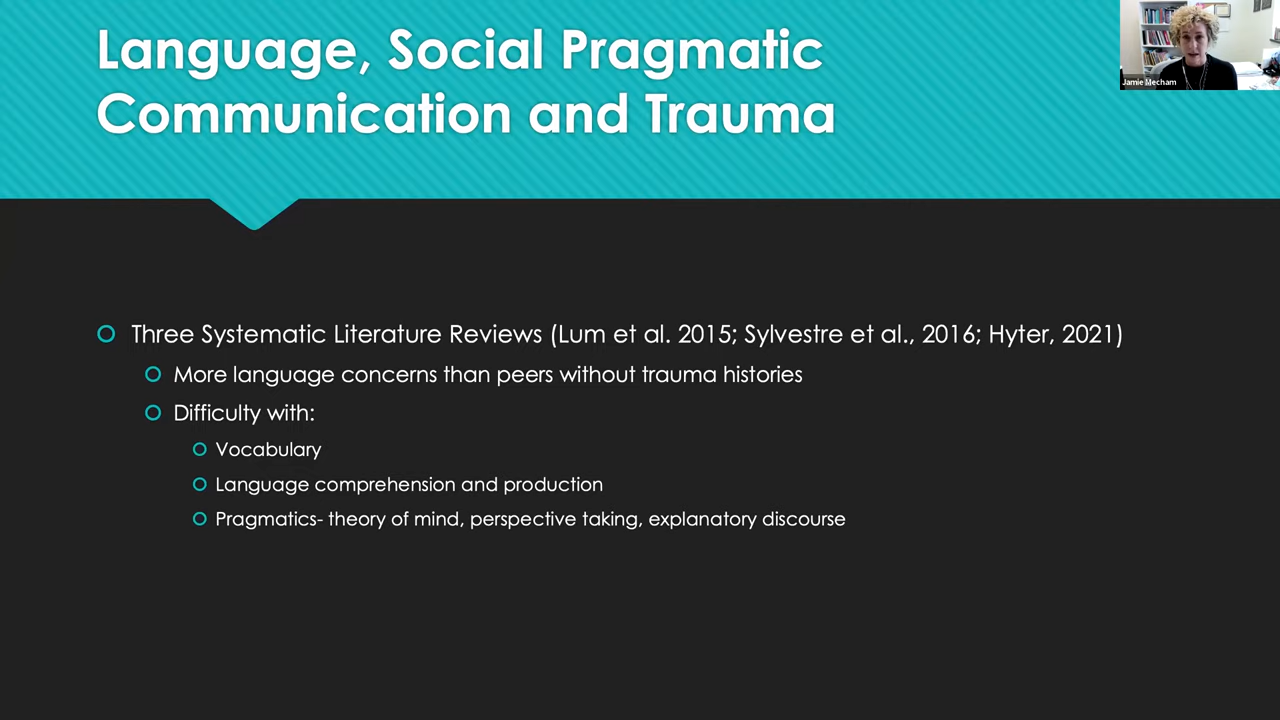 Language, Social Pragmatic
Communication and Trauma
Jamie Mecham
Three Systematic Literature Reviews (Lum et al. 2015; Sylvestre et al., 2016; Hyter, 2021)
More language concerns than peers without trauma histories
Difficulty with:
Vocabulary
Language comprehension and production
Pragmatics- theory of mind, perspective taking, explanatory discourse